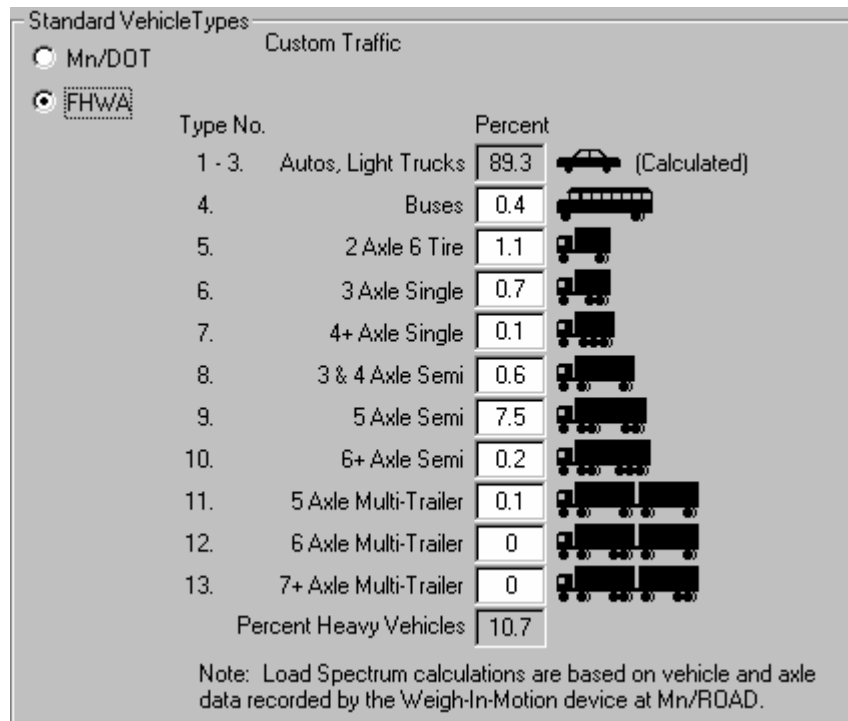 Standard VehicleTypes
Custom Traffic
Mn/DOT
FHWA
Type No. Percent
1 - 3. Autos, Light Trucks 89.3 (Calculated)
4. Buses 0.4
5. 2 Axle 6 Tire 1.1
6. 3 Axle Single 0.7
7. 4+ Axle Single 0.1
8. 3 & 4 Axle Semi 0.6
9. 5 Axle Semi 7.5
10. 6+ Axle Semi 0.2
11. 5 Axle Multi-Trailer 0.1
12. 6 Axle Multi-Trailer 0
13. 7+ Axle Multi-Trailer 0
Percent Heavy Vehicles 10.7
Note: Load Spectrum calculations are based on vehicle and axle
data recorded by the Weigh-In-Motion device at Mn/ROAD.